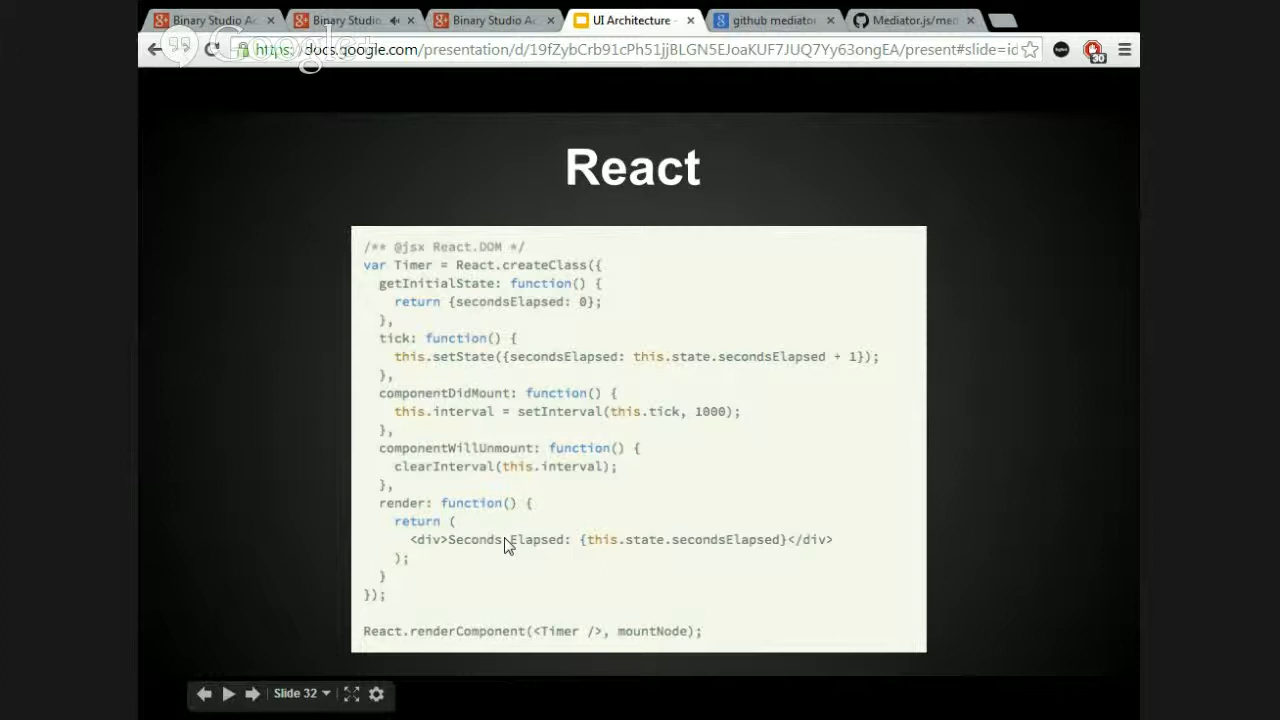 Binary Studio Ac
Binary Studio
Binary Studio Ac
UI Architecture -
github mediator
Mediator.js/med
Google+
https://docs.google.com/presentation/d/19fZybCrb91cPh51jjBLGN5EJoaKUF7JUQ7Yy63ongEA/present#slide=id
30
React
/** @jsx React.DOM */
var Timer = React.createClass({
getInitialState: function() {
return {secondsElapsed: 0};
},
tick: function() {
this.setState({secondsElapsed: this.state.secondsElapsed + 1});
},
componentDidMount: function() {
this.interval = setInterval(this.tick, 1000);
},
componentWillUnmount: function() {
clearInterval(this.interval);
},
render: function() {
return (
<div>Seconds Elapsed: {this.state.secondsElapsed}</div>
);
}
});
React.renderComponent(<Timer />, mountNode);
Slide 32